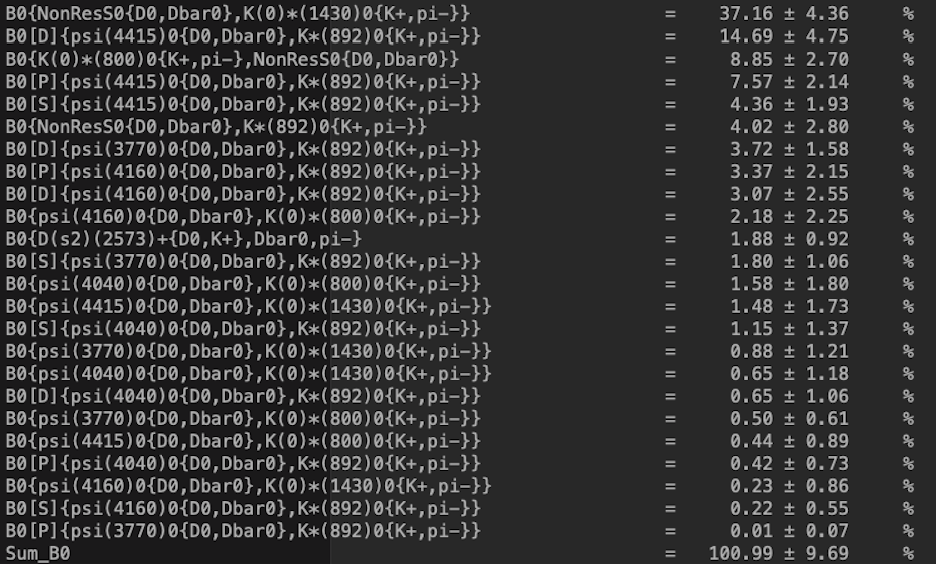 B0{NonResS0{D0,Dbar0},K(0)*(1430)0{K+,pi-}} = 37.16 ± 4.36 %
B0[D]{psi(4415)0{D0,Dbar0},K*(892)0{K+,pi-}} = 14.69 ± 4.75 %
B0{K(0)*(800)0{K+,pi-},NonResS0{D0,Dbar0}} = 8.85 ± 2.70 %
B0[P]{psi(4415)0{D0,Dbar0},K*(892)0{K+,pi-}} = 7.57 ± 2.14 %
B0[S]{psi(4415)0{D0,Dbar0},K*(892)0{K+,pi-}} = 4.36 ± 1.93 %
B0{NonResS0{D0,Dbar0},K*(892)0{K+,pi-}} = 4.02 ± 2.80 %
B0[D]{psi(3770)0{D0,Dbar0},K*(892)0{K+,pi-}} = 3.72 ± 1.58 %
B0[P]{psi(4160)0{D0,Dbar0},K*(892)0{K+,pi-}} = 3.37 ± 2.15 %
B0[D]{psi(4160)0{D0,Dbar0},K*(892)0{K+,pi-}} = 3.07 ± 2.55 %
B0{psi(4160)0{D0,Dbar0},K(0)*(800)0{K+,pi-}} = 2.18 ± 2.25 %
B0{D(s2)(2573)+{D0,K+},Dbar0,pi-} = 1.88 ± 0.92 %
B0[S]{psi(3770)0{D0,Dbar0},K*(892)0{K+,pi-}} = 1.80 ± 1.06 %
B0{psi(4040)0{D0,Dbar0},K(0)*(800)0{K+,pi-}} = 1.58 ± 1.80 %
B0{psi(4415)0{D0,Dbar0},K(0)*(1430)0{K+,pi-}} = 1.48 ± 1.73 %
B0[S]{psi(4040)0{D0,Dbar0},K*(892)0{K+,pi-}} = 1.15 ± 1.37 %
B0{psi(3770)0{D0,Dbar0},K(0)*(1430)0{K+,pi-}} = 0.88 ± 1.21 %
B0{psi(4040)0{D0,Dbar0},K(0)*(1430)0{K+,pi-}} = 0.65 ± 1.18 %
B0[D]{psi(4040)0{D0,Dbar0},K*(892)0{K+,pi-}} = 0.65 ± 1.06 %
B0{psi(3770)0{D0,Dbar0},K(0)*(800)0{K+,pi-}} = 0.50 ± 0.61 %
B0{psi(4415)0{D0,Dbar0},K(0)*(800)0{K+,pi-}} = 0.44 ± 0.89 %
B0[P]{psi(4040)0{D0,Dbar0},K*(892)0{K+,pi-}} = 0.42 ± 0.73 %
B0{psi(4160)0{D0,Dbar0},K(0)*(1430)0{K+,pi-}} = 0.23 ± 0.86 %
B0[S]{psi(4160)0{D0,Dbar0},K*(892)0{K+,pi-}} = 0.22 ± 0.55 %
B0[P]{psi(3770)0{D0,Dbar0},K*(892)0{K+,pi-}} = 0.01 ± 0.07 %
Sum_B0 = 100.99 ± 9.69 %